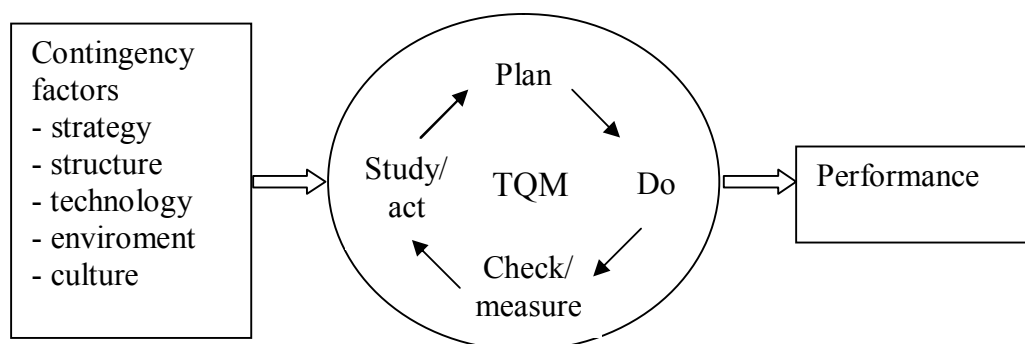 Contingency
factors
- strategy
- structure
- technology
- enviroment
- culture
Plan
Study/
act
TQM
Do
Check/
measure
Performance